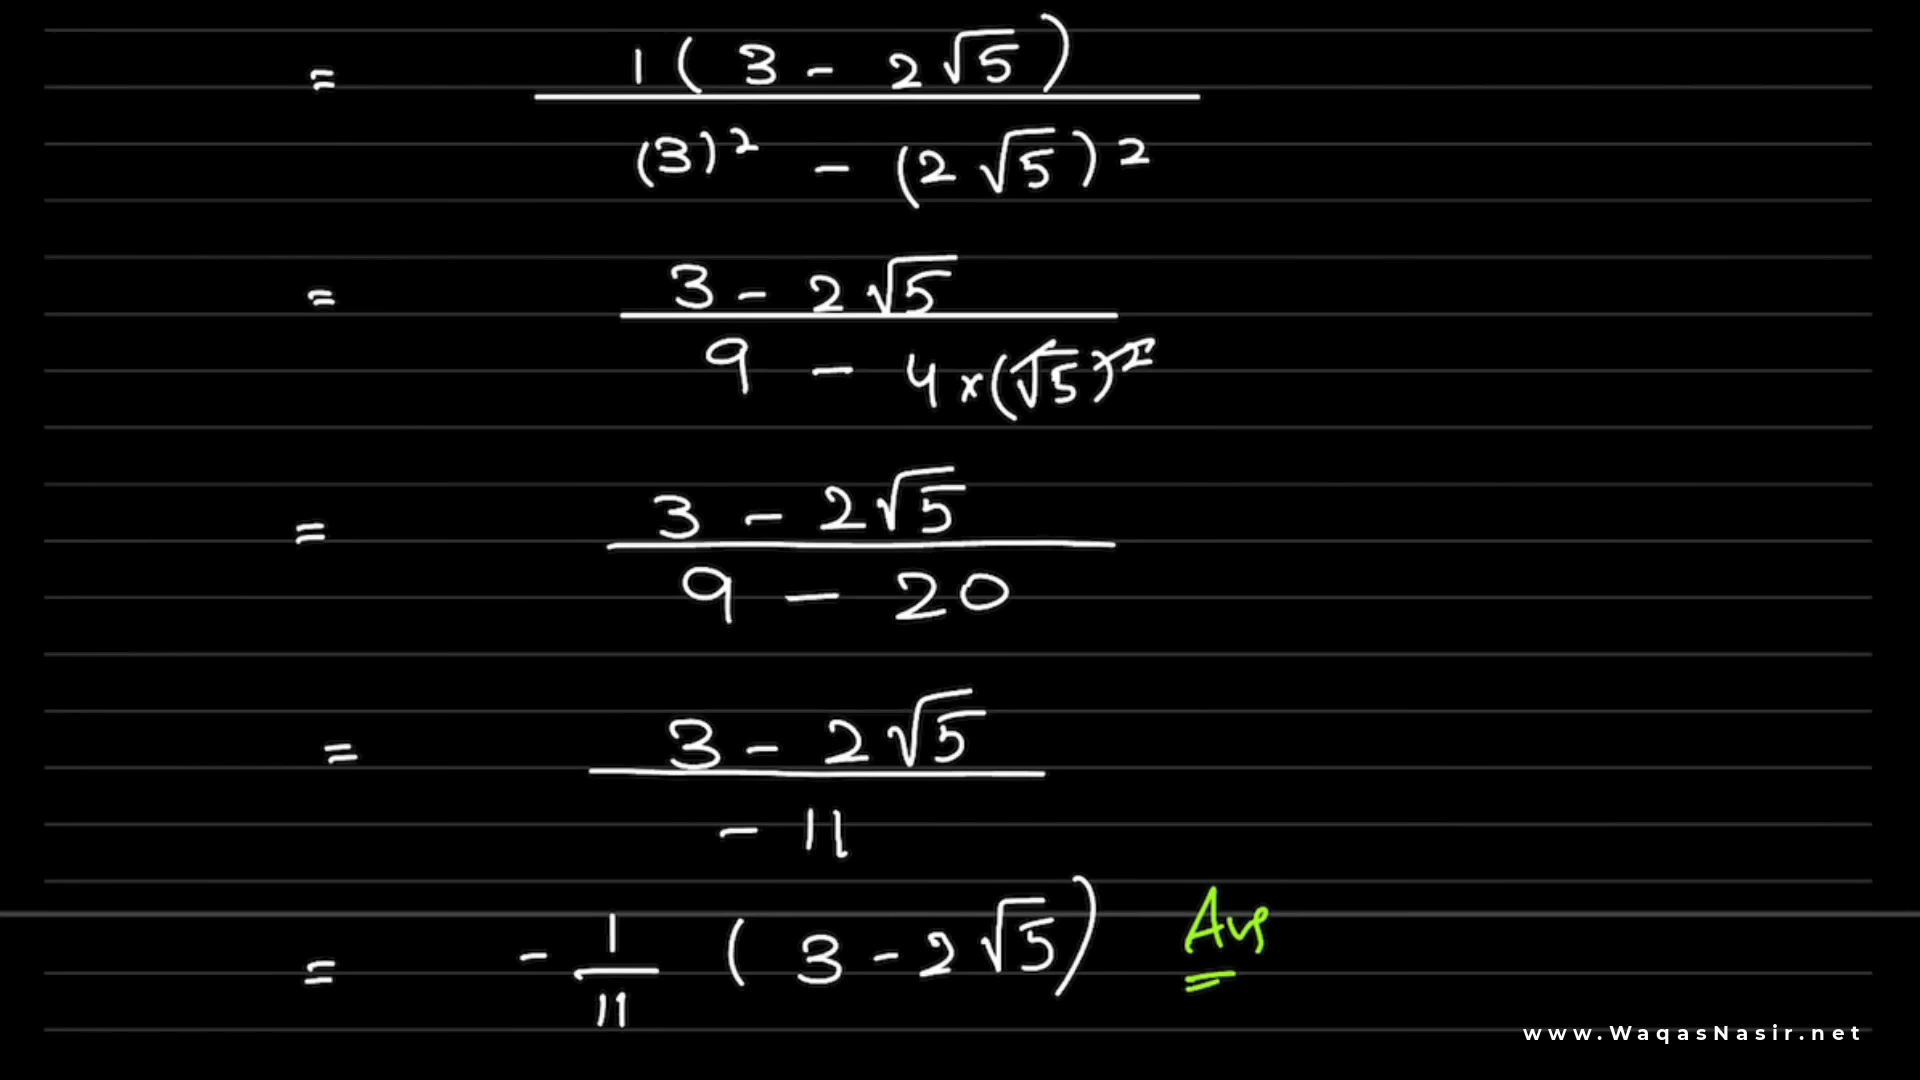 = 1 ( 3 - 2√5 )
(3)² - (2√5)²
= 3 - 2√5
9 - 4×(√5)²
= 3 - 2√5
9 - 20
= 3 - 2√5
- 11
= - 1/11 ( 3 - 2√5 ) Ans
www.WaqasNasir.net